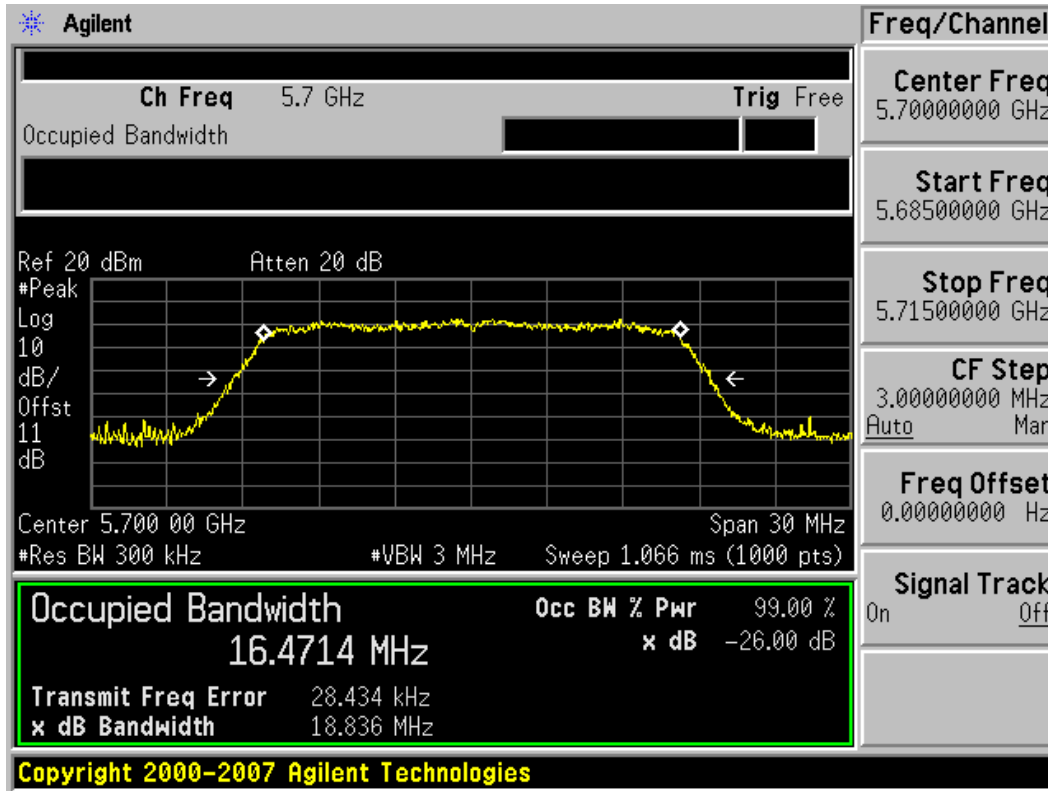 Agilent
Freq/Channel
Ch Freq 5.7 GHz Trig Free
Occupied Bandwidth
Center Freq
5.70000000 GHz
Start Freq
5.68500000 GHz
Stop Freq
5.71500000 GHz
CF Step
3.00000000 MHz
Auto Man
Freq Offset
0.00000000 Hz
Signal Track
On Off
Ref 20 dBm Atten 20 dB
#Peak
Log
10
dB/
Offst
11
dB
Center 5.700 00 GHz Span 30 MHz
#Res BW 300 kHz #VBW 3 MHz Sweep 1.066 ms (1000 pts)
Occupied Bandwidth Occ BW % Pwr 99.00 %
16.4714 MHz x dB -26.00 dB
Transmit Freq Error 28.434 kHz
x dB Bandwidth 18.836 MHz
Copyright 2000-2007 Agilent Technologies